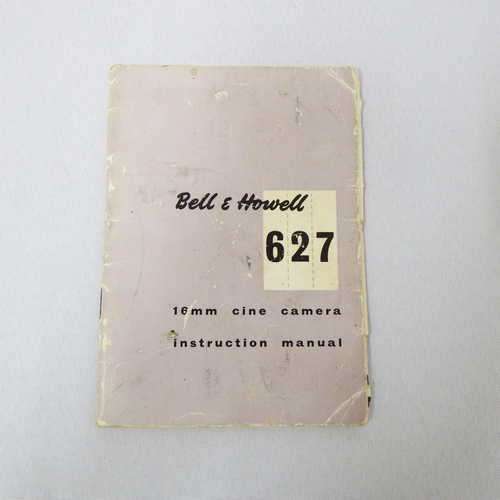 Bell & Howell
627
16mm cine camera
instruction manual